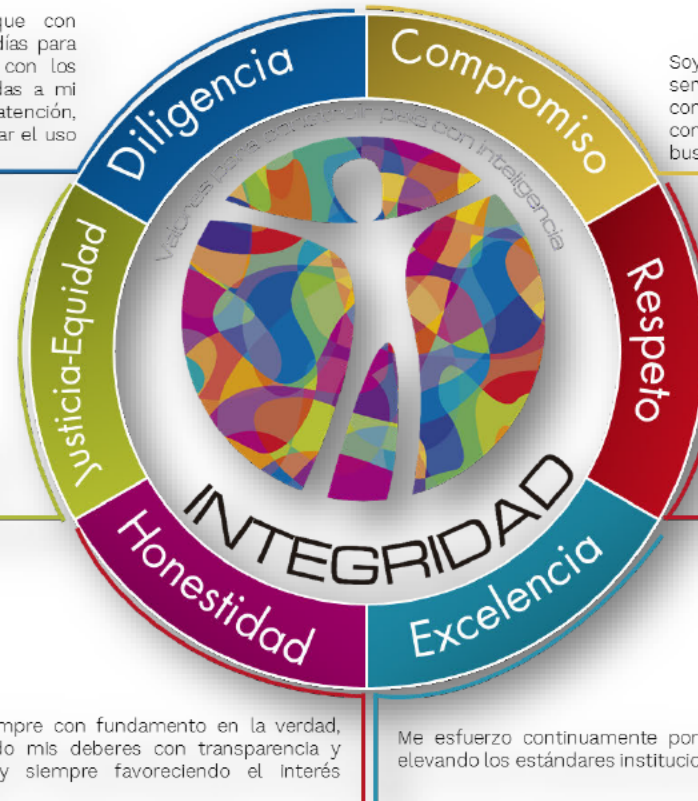 que con
días para
con los
das a mi
atención,
ar el uso
Diligencia
Compromiso
Soy
con
con
bus
Valores para construir país con inteligencia
Justicia-Equidad
Respeto
INTEGRIDAD
Honestidad
Excelencia
mpre con fundamento en la verdad,
do mis deberes con transparencia y
y siempre favoreciendo el interés
Me esfuerzo continuamente por
elevando los estándares institucio